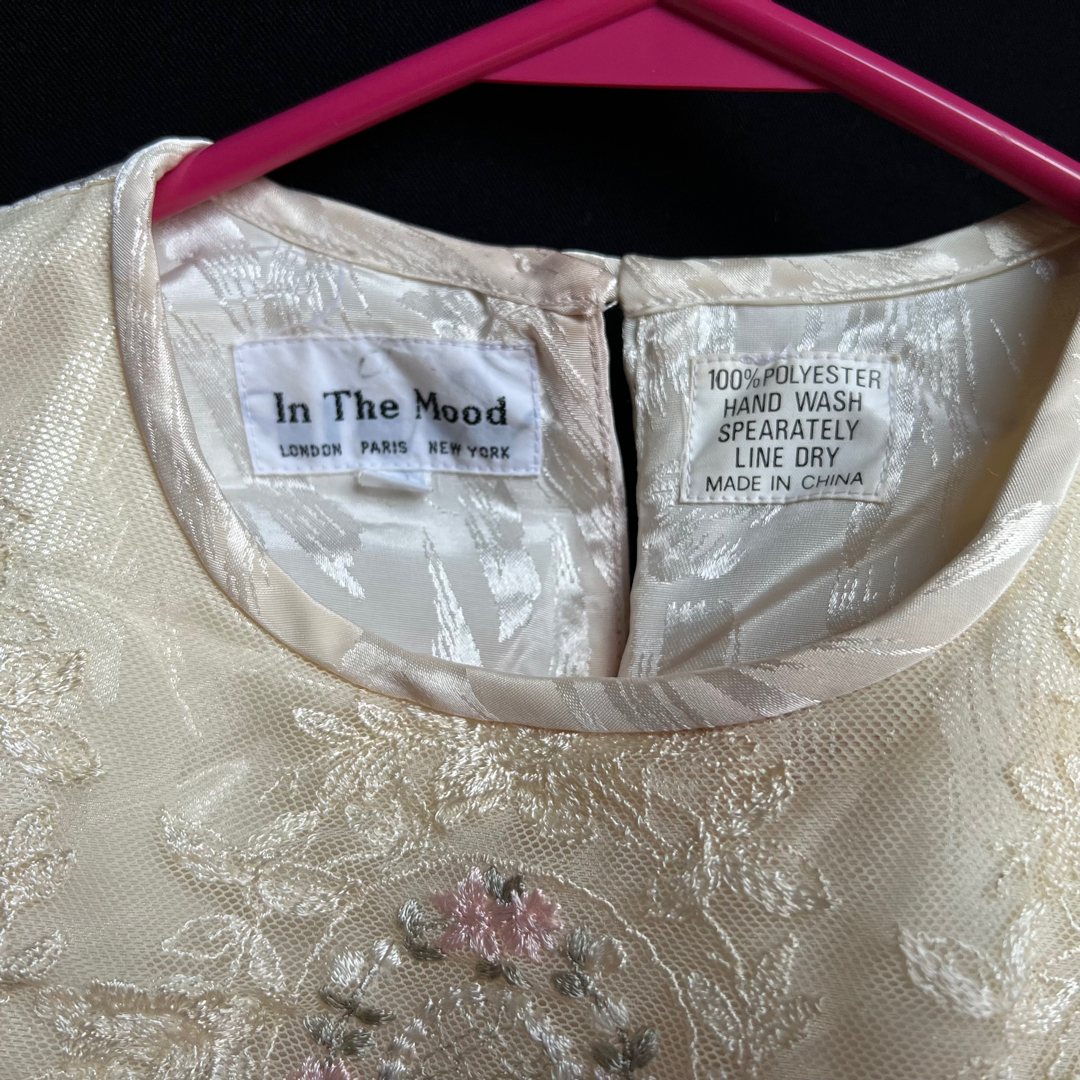 In The Mood
LONDON PARIS NEW YORK
100% POLYESTER
HAND WASH
SPEARATELY
LINE DRY
MADE IN CHINA